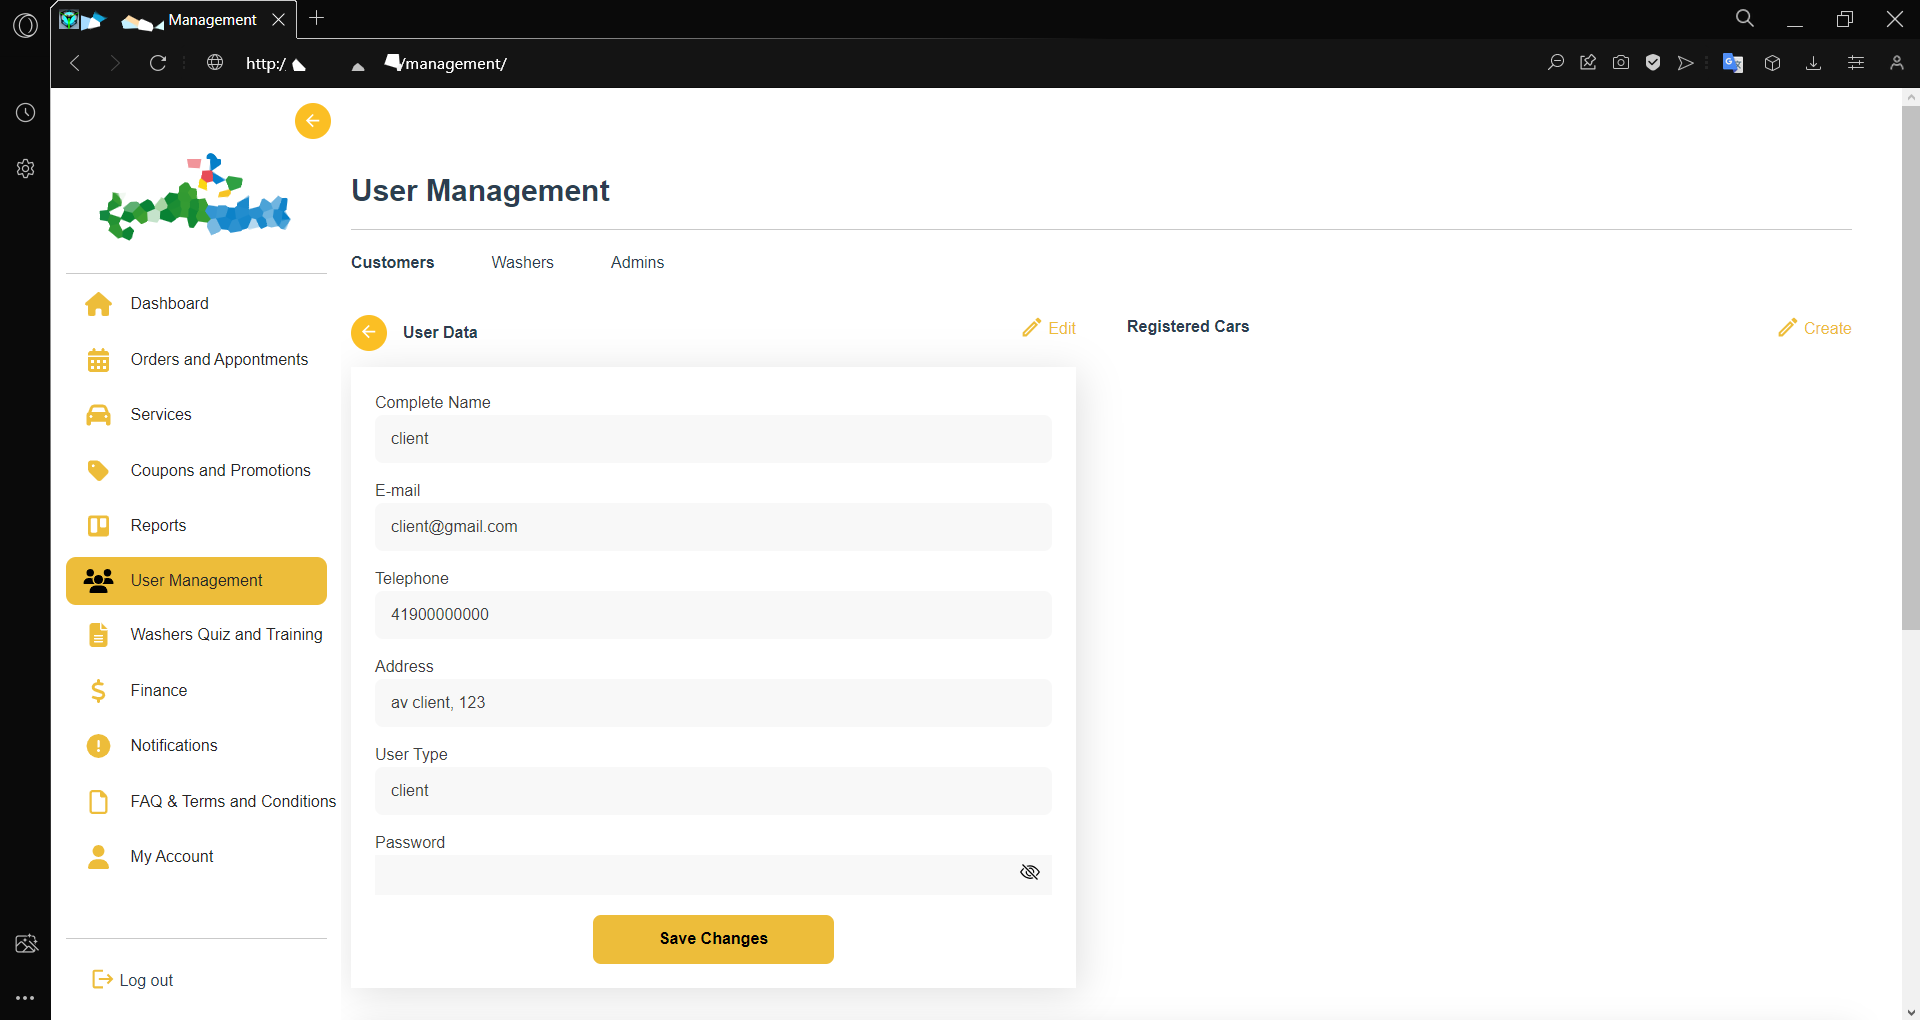 Management
http:/
/management/
User Management
Customers Washers Admins
Dashboard
Orders and Appontments
Services
Coupons and Promotions
Reports
User Management
Washers Quiz and Training
Finance
Notifications
FAQ & Terms and Conditions
My Account
Log out
User Data
Edit
Complete Name
client
E-mail
client@gmail.com
Telephone
41900000000
Address
av client, 123
User Type
client
Password
Save Changes
Registered Cars
Create